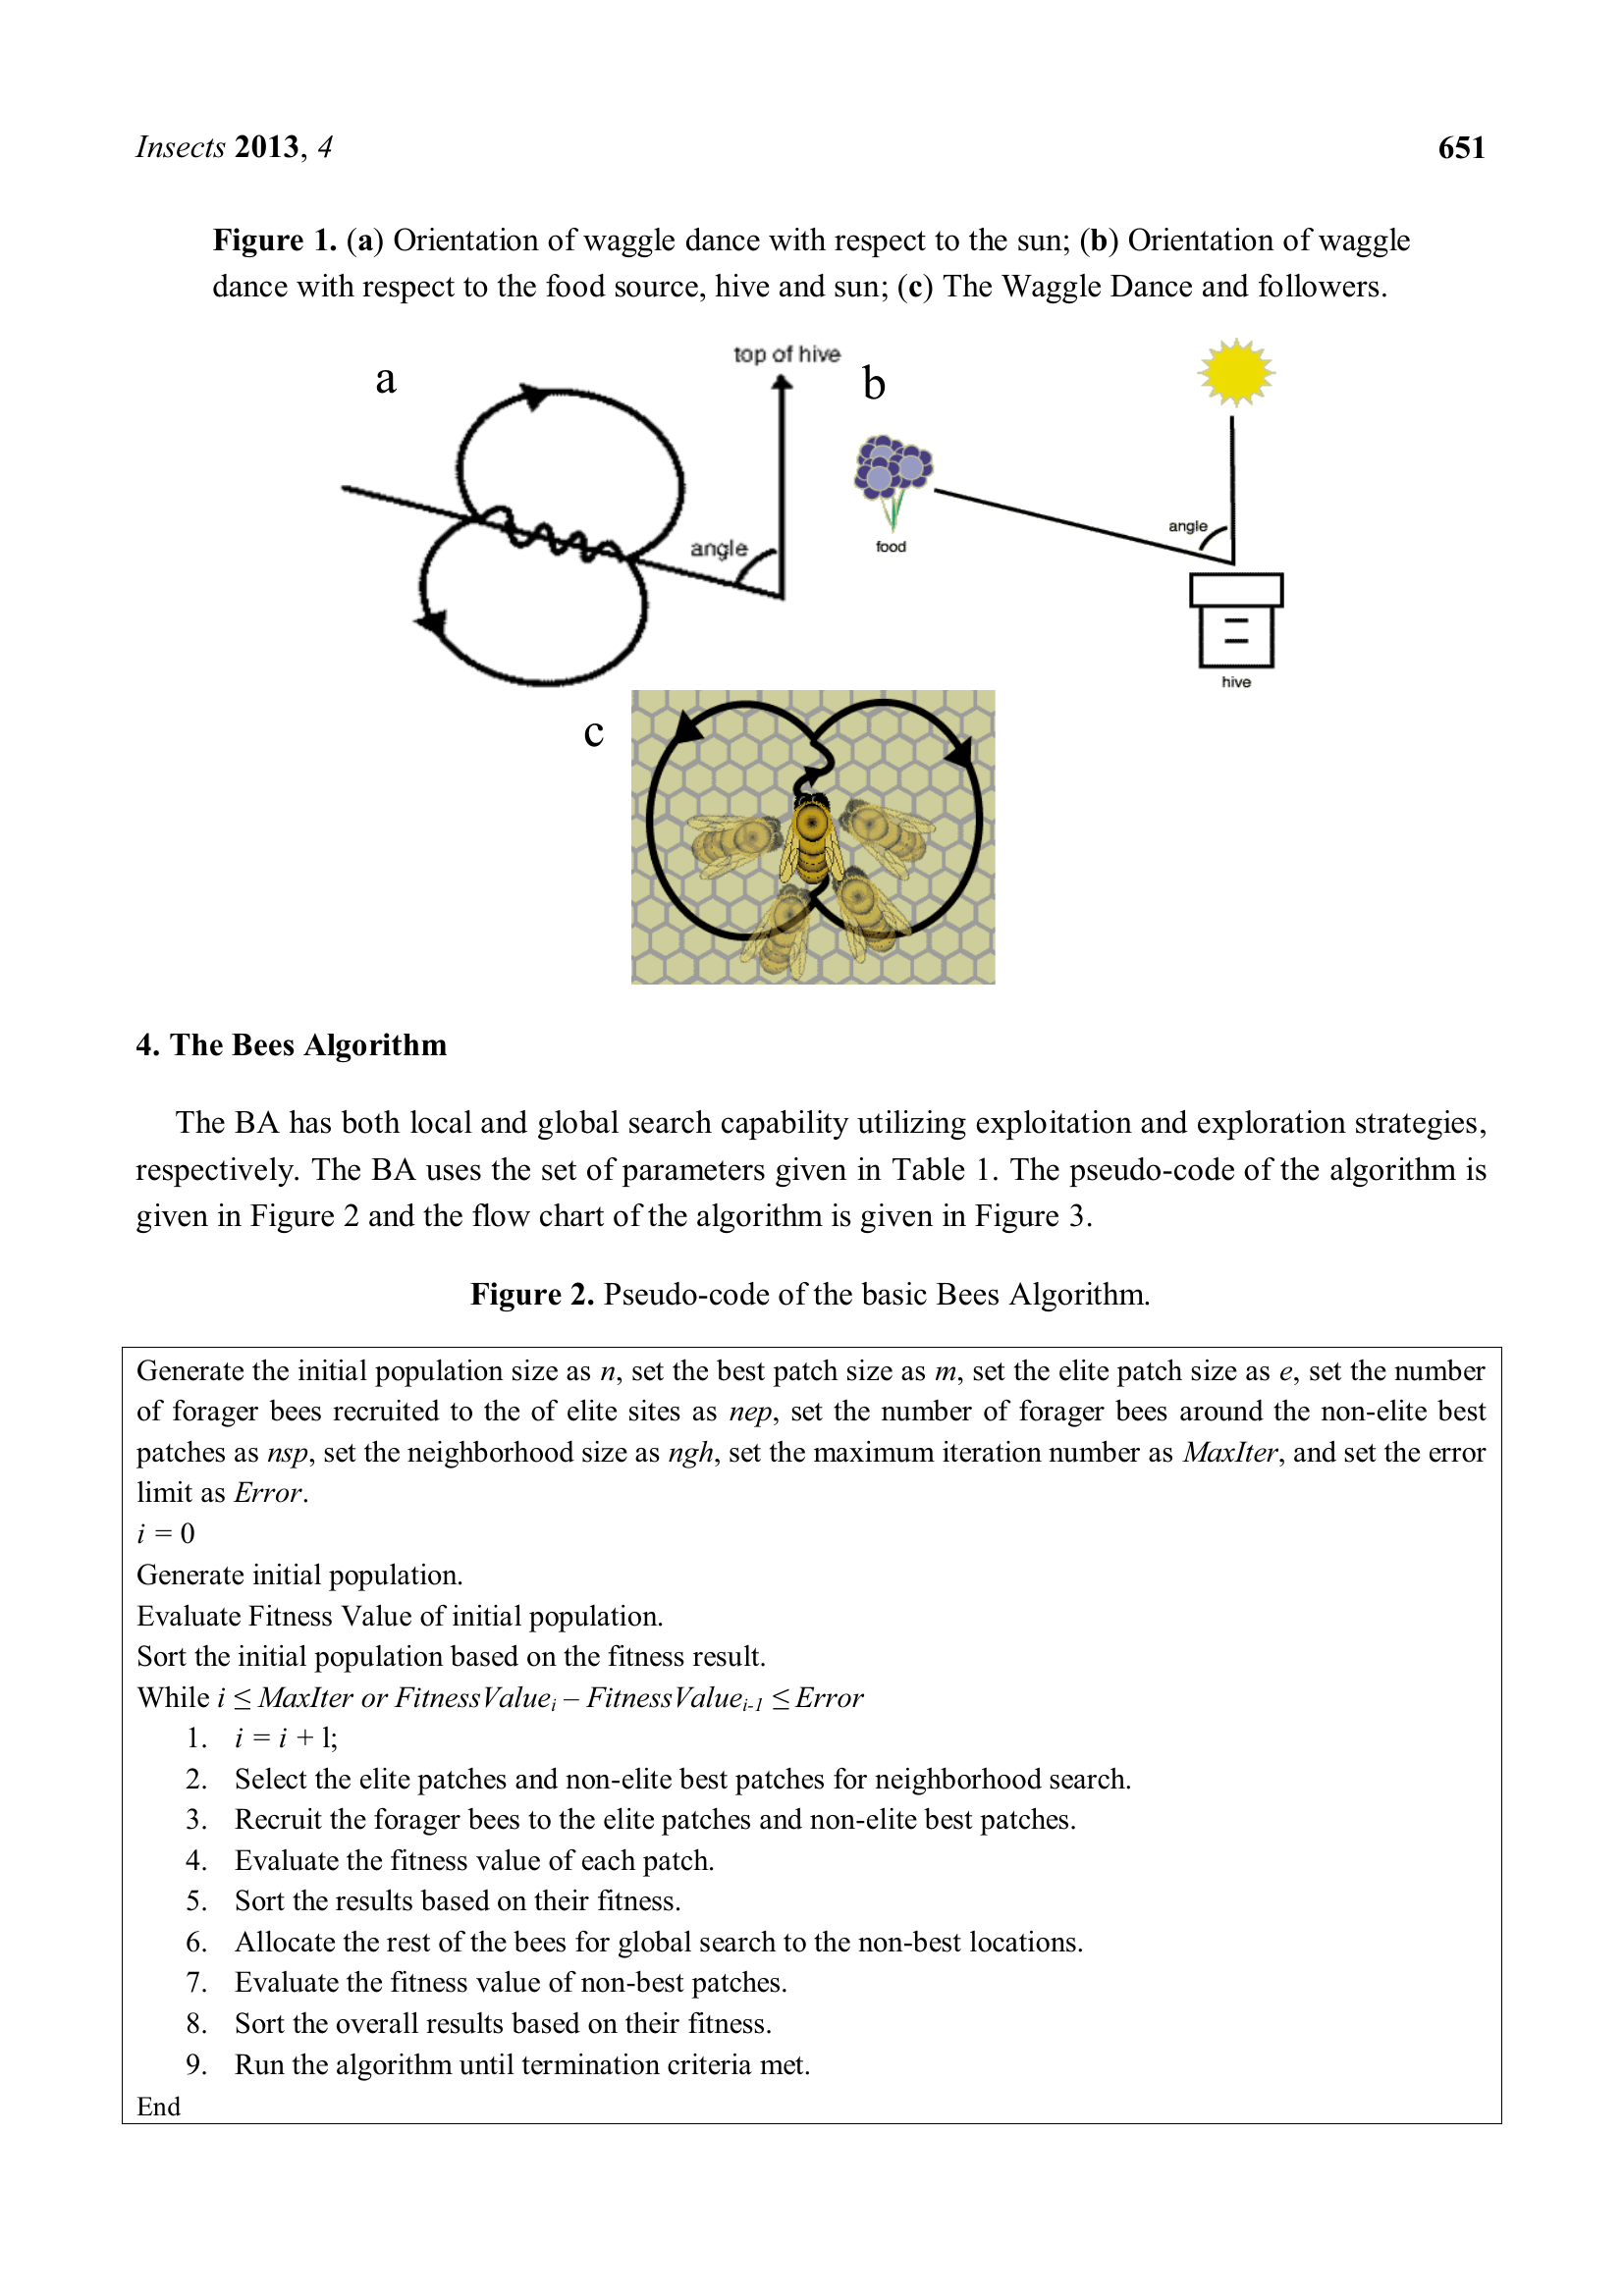 Insects 2013, 4
651
Figure 1. (a) Orientation of waggle dance with respect to the sun; (b) Orientation of waggle
dance with respect to the food source, hive and sun; (c) The Waggle Dance and followers.
a
top of hive
angle
b
food
angle
hive
c
4. The Bees Algorithm
The BA has both local and global search capability utilizing exploitation and exploration strategies,
respectively. The BA uses the set of parameters given in Table 1. The pseudo-code of the algorithm is
given in Figure 2 and the flow chart of the algorithm is given in Figure 3.
Figure 2. Pseudo-code of the basic Bees Algorithm.
Generate the initial population size as n, set the best patch size as m, set the elite patch size as e, set the number
of forager bees recruited to the of elite sites as nep, set the number of forager bees around the non-elite best
patches as nsp, set the neighborhood size as ngh, set the maximum iteration number as MaxIter, and set the error
limit as Error.
i = 0
Generate initial population.
Evaluate Fitness Value of initial population.
Sort the initial population based on the fitness result.
While i ≤ MaxIter or FitnessValueᵢ – FitnessValueᵢ₋₁ ≤ Error
1. i = i + 1;
2. Select the elite patches and non-elite best patches for neighborhood search.
3. Recruit the forager bees to the elite patches and non-elite best patches.
4. Evaluate the fitness value of each patch.
5. Sort the results based on their fitness.
6. Allocate the rest of the bees for global search to the non-best locations.
7. Evaluate the fitness value of non-best patches.
8. Sort the overall results based on their fitness.
9. Run the algorithm until termination criteria met.
End